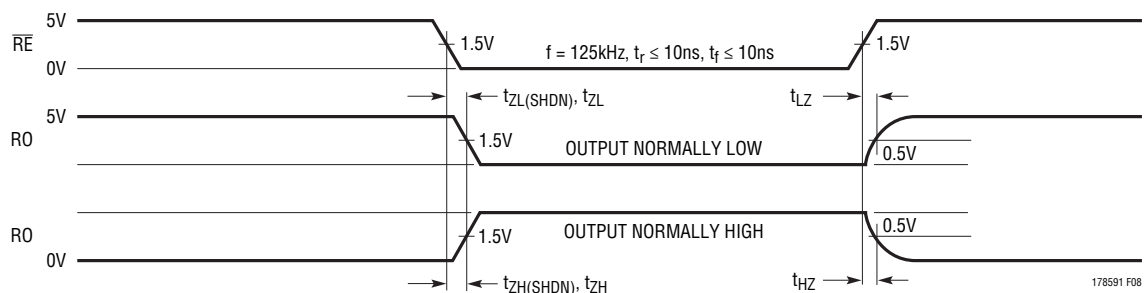 5V
RE
1.5V
1.5V
0V
f = 125kHz, tr ≤ 10ns, tf ≤ 10ns
tZL(SHDN), tZL
tLZ
5V
RO
1.5V
OUTPUT NORMALLY LOW
0.5V
RO
1.5V
OUTPUT NORMALLY HIGH
0.5V
0V
tZH(SHDN), tZH
tHZ
178591 F08